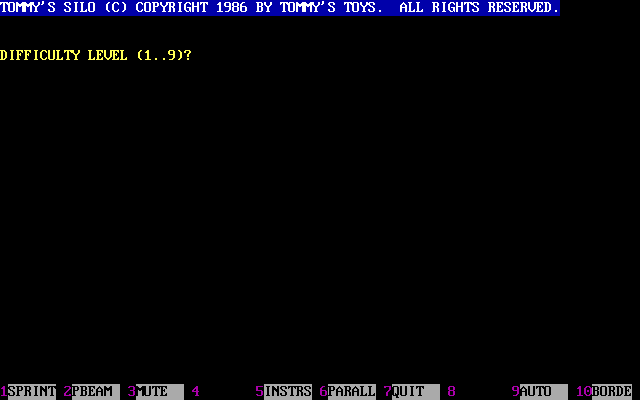 TOMMY'S SILO (C) COPYRIGHT 1986 BY TOMMY'S TOYS.  ALL RIGHTS RESERVED.
DIFFICULTY LEVEL (1..9)?
1SPRINT 2PBEAM 3MUTE 4 5INSTRS 6PARALL 7QUIT 8 9AUTO 10BORDE